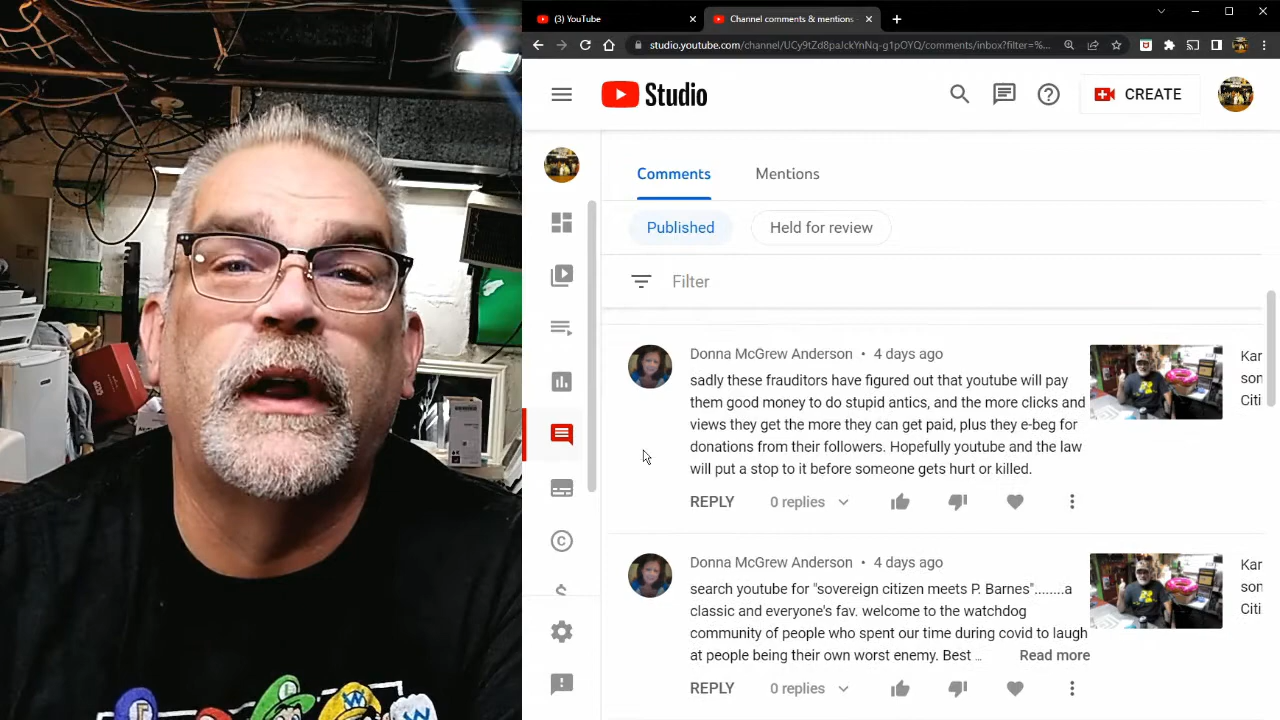 (3) YouTube
Channel comments & mentions
studio.youtube.com/channel/UCy9tZd8paJckYnNq-g1pOYQ/comments/inbox?filter=%...
Studio
CREATE
Comments
Mentions
Published
Held for review
Filter
Donna McGrew Anderson • 4 days ago
sadly these frauditors have figured out that youtube will pay
them good money to do stupid antics, and the more clicks and
views they get the more they can get paid, plus they e-beg for
donations from their followers. Hopefully youtube and the law
will put a stop to it before someone gets hurt or killed.
Kar
son
Citi
REPLY
0 replies
Donna McGrew Anderson • 4 days ago
search youtube for "sovereign citizen meets P. Barnes"........a
classic and everyone's fav. welcome to the watchdog
community of people who spent our time during covid to laugh
at people being their own worst enemy. Best ...
Read more
Kar
son
Citi
REPLY
0 replies